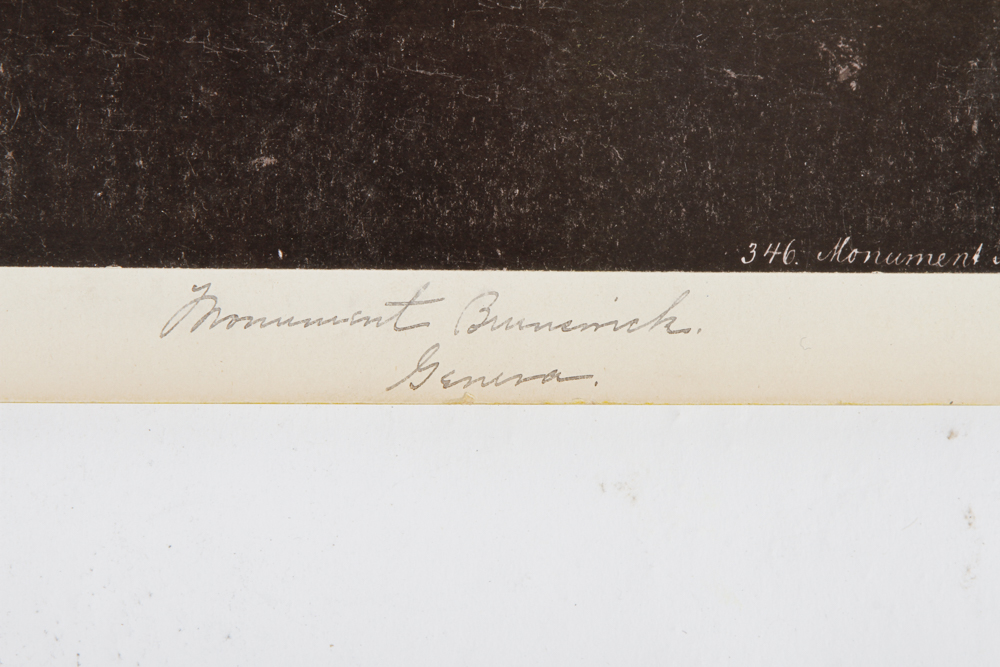 346. Monument
Monument Brunswick.
Geneva.